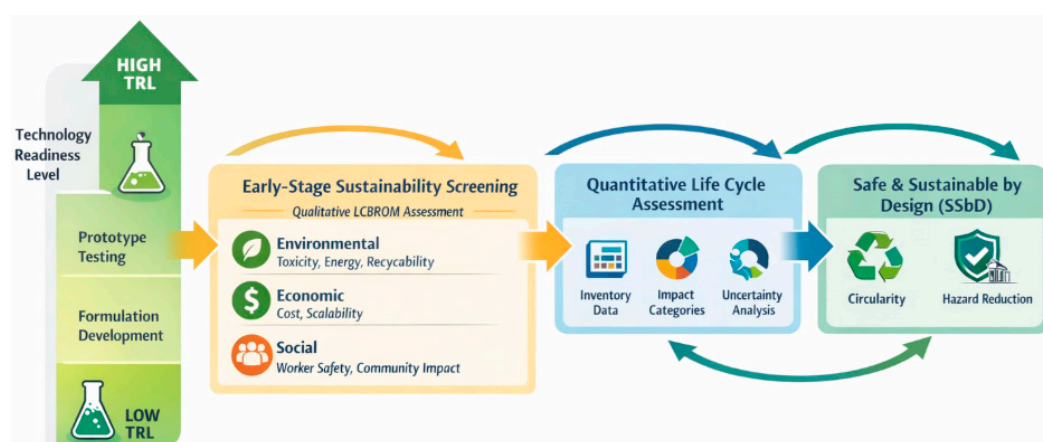 HIGH
TRL
Technology
Readiness
Level
Prototype
Testing
Formulation
Development
LOW
TRL
Early-Stage Sustainability Screening
Qualitative LCBROM Assessment
Environmental
Toxicity, Energy, Recycability
Economic
Cost, Scalability
Social
Worker Safety, Community Impact
Quantitative Life Cycle
Assessment
Inventory
Data
Impact
Categories
Uncertainty
Analysis
Safe & Sustainable by
Design (SSbD)
Circularity
Hazard Reduction